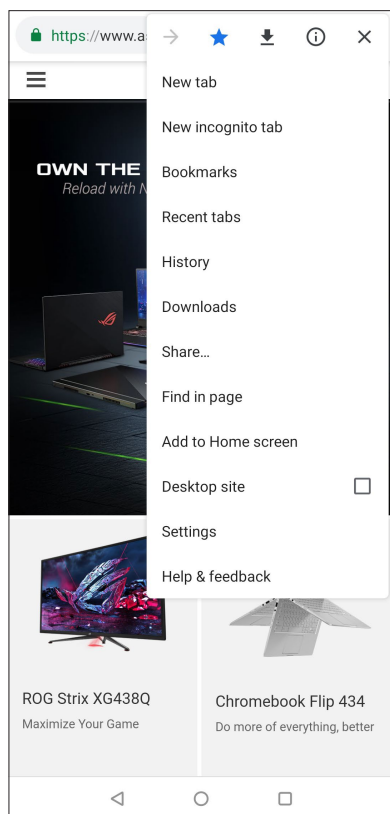 https://www.a
New tab
New incognito tab
Bookmarks
OWN THE
Reload with N
Recent tabs
History
Downloads
Share...
Find in page
Add to Home screen
Desktop site
Settings
Help & feedback
ROG Strix XG438Q
Maximize Your Game
Chromebook Flip 434
Do more of everything, better